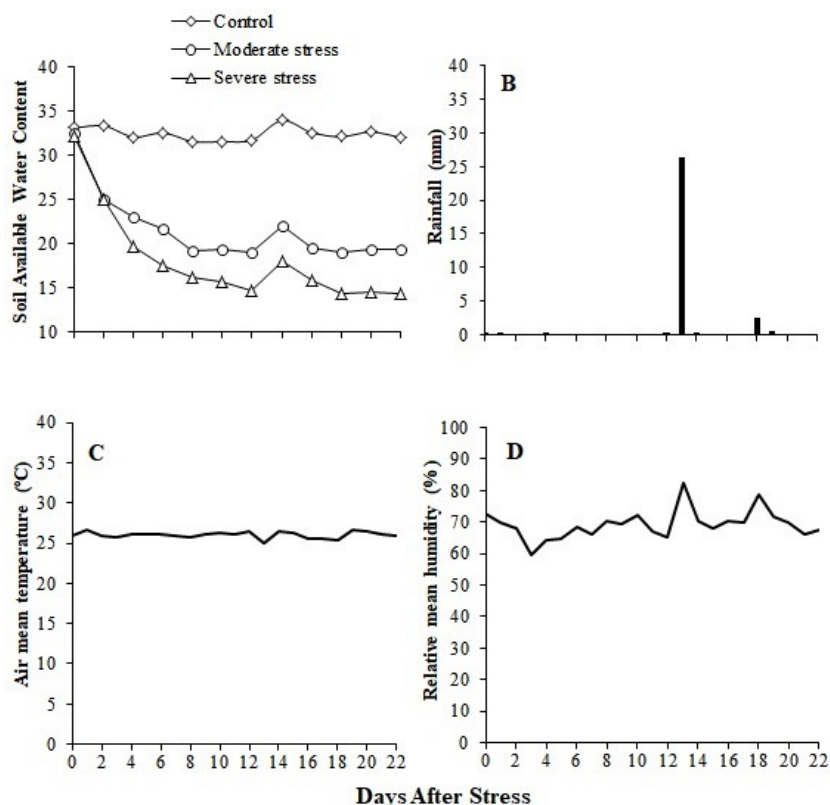 Control
Moderate stress
Severe stress
40
35
30
25
20
15
10
Soil Available Water Content
B
40
35
30
25
20
15
10
5
0
Rainfall (mm)
C
40
35
30
25
20
15
10
5
0
Air mean temperature (ºC)
0 2 4 6 8 10 12 14 16 18 20 22
D
100
90
80
70
60
50
40
30
20
10
0
Relative mean humidity (%)
0 2 4 6 8 10 12 14 16 18 20 22
Days After Stress